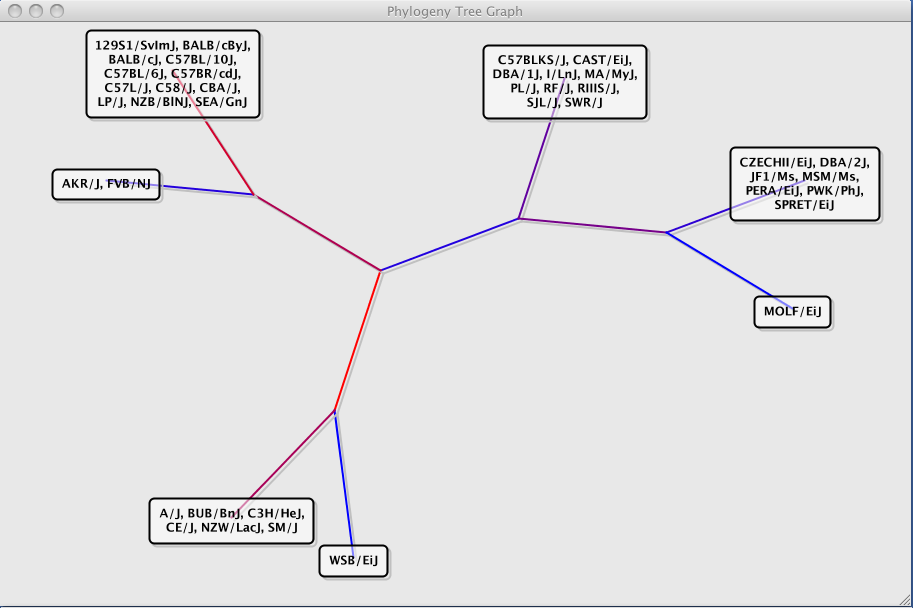 Phylogeny Tree Graph
129S1/SvImJ, BALB/cByJ,
BALB/cJ, C57BL/10J,
C57BL/6J, C57BR/cdJ,
C57L/J, C58/J, CBA/J,
LP/J, NZB/BINJ, SEA/GnJ
C57BLKS/J, CAST/EiJ,
DBA/1J, I/LnJ, MA/MyJ,
PL/J, RF/J, RIIIS/J,
SJL/J, SWR/J
CZECHII/EiJ, DBA/2J,
JF1/Ms, MSM/Ms,
PERA/EiJ, PWK/PhJ,
SPRET/EiJ
AKR/J, FVB/NJ
MOLF/EiJ
A/J, BUB/BnJ, C3H/HeJ,
CE/J, NZW/LacJ, SM/J
WSB/EiJ